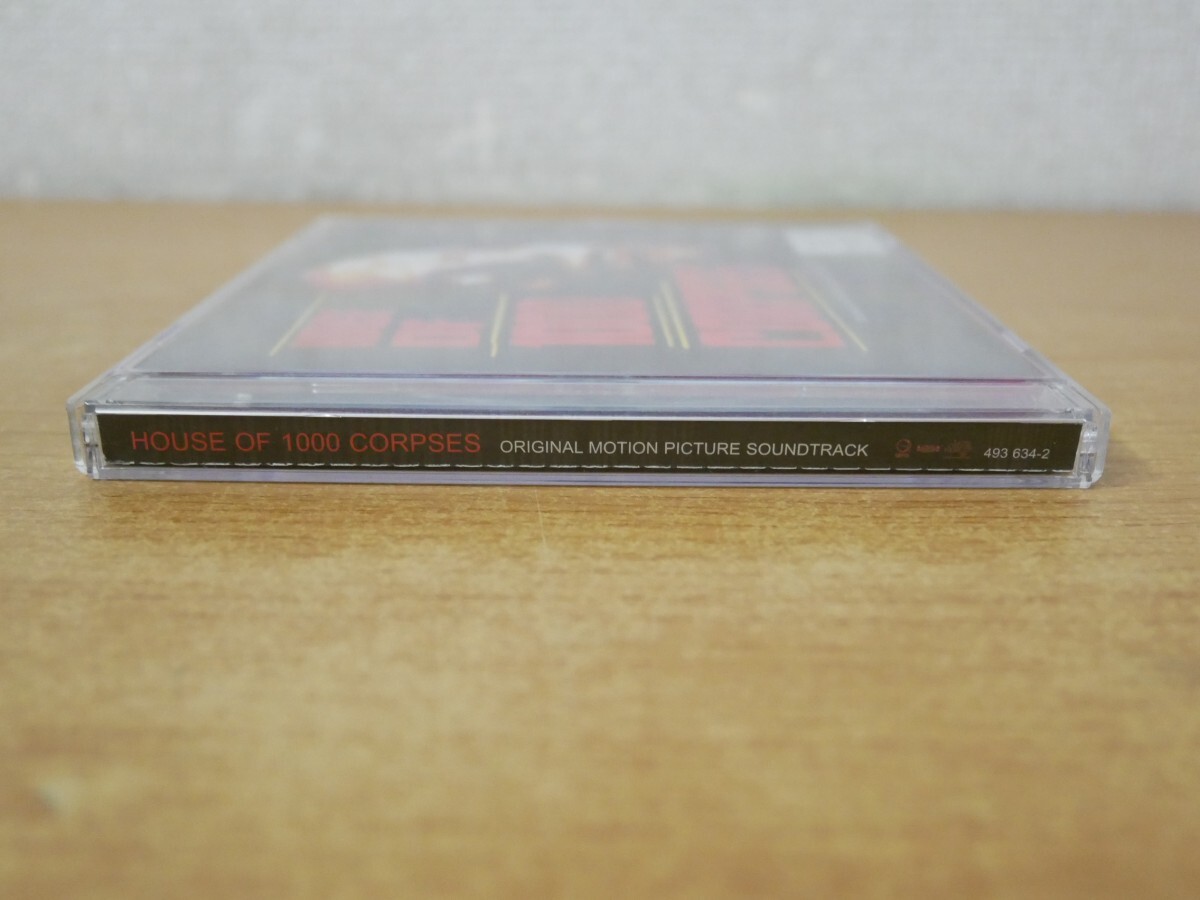 HOUSE OF 1000 CORPSES ORIGINAL MOTION PICTURE SOUNDTRACK 493 634-2